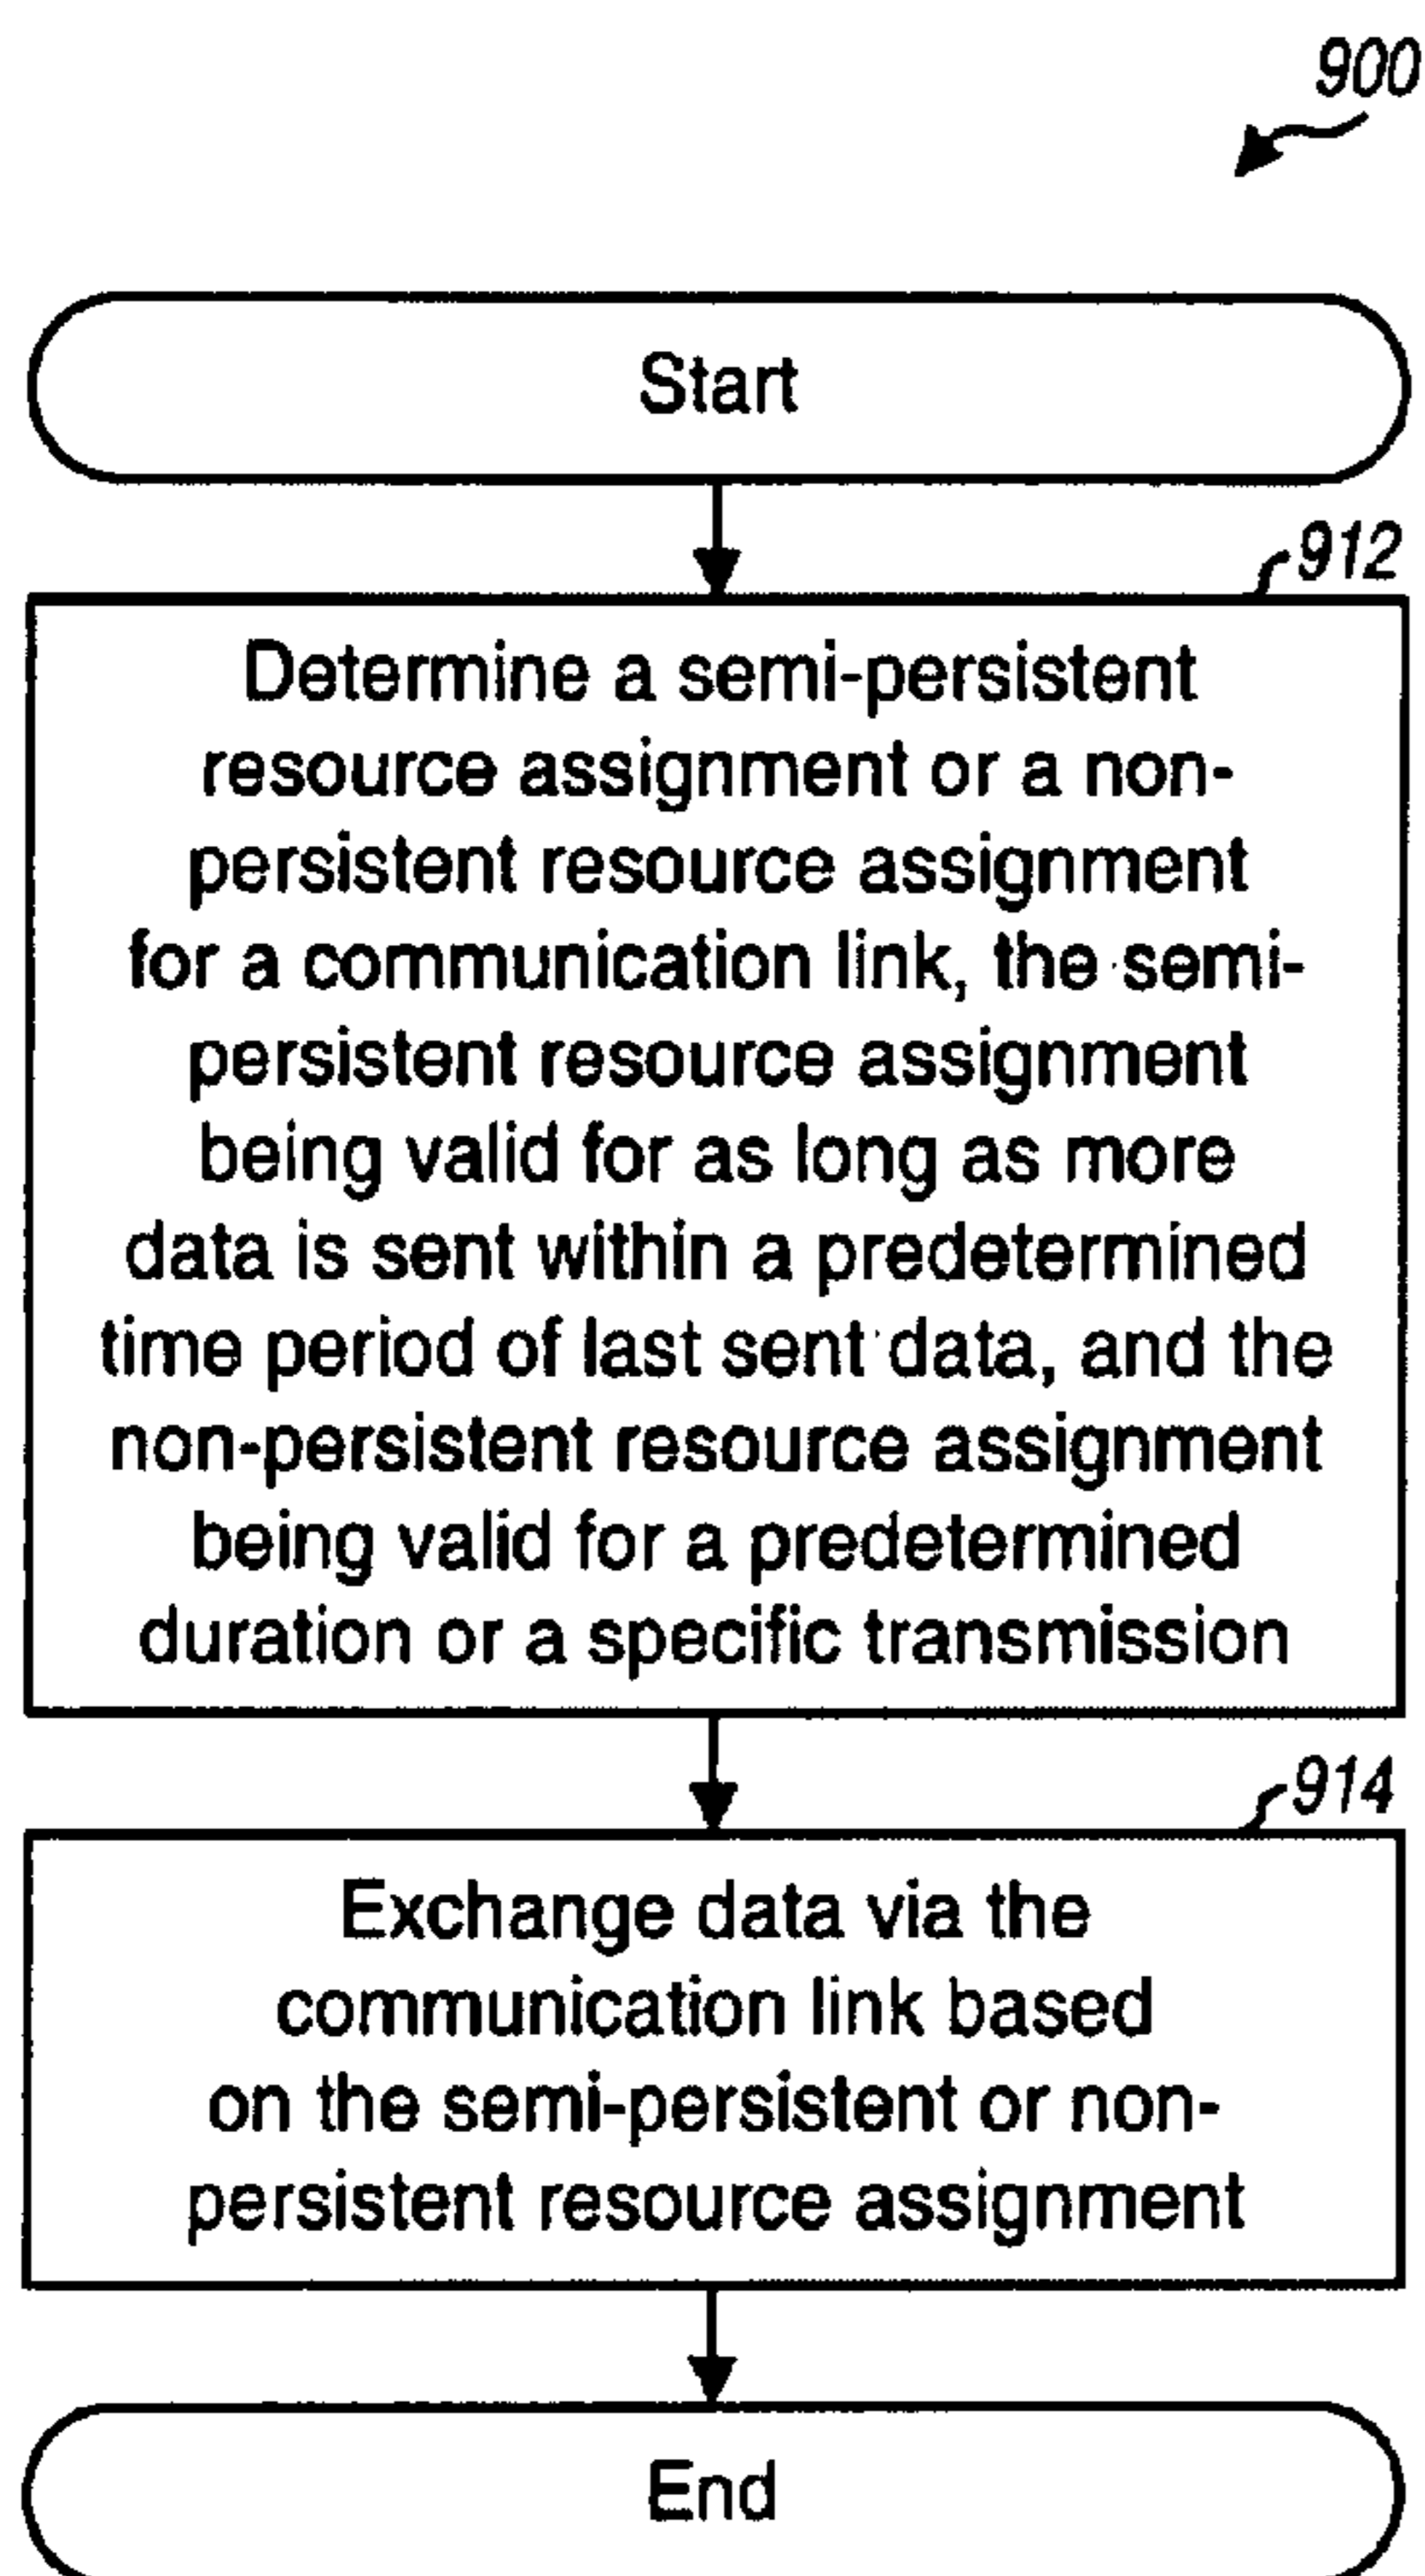 900
Start
912
Determine a semi-persistent
resource assignment or a non-
persistent resource assignment
for a communication link, the semi-
persistent resource assignment
being valid for as long as more
data is sent within a predetermined
time period of last sent data, and the
non-persistent resource assignment
being valid for a predetermined
duration or a specific transmission
914
Exchange data via the
communication link based
on the semi-persistent or non-
persistent resource assignment
End